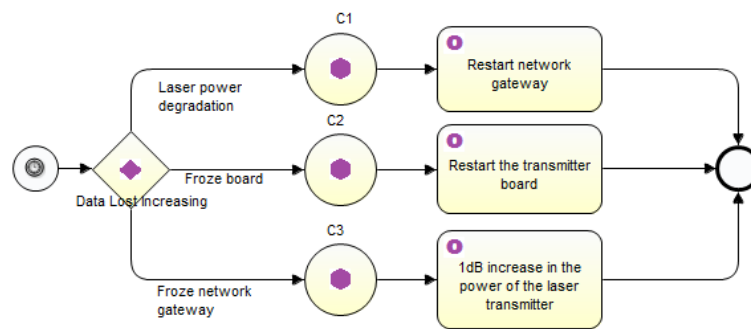 C1
Laser power
degradation
Restart network
gateway
C2
Froze board
Restart the transmitter
board
Data Lost Increasing
C3
Froze network
gateway
1dB increase in the
power of the laser
transmitter